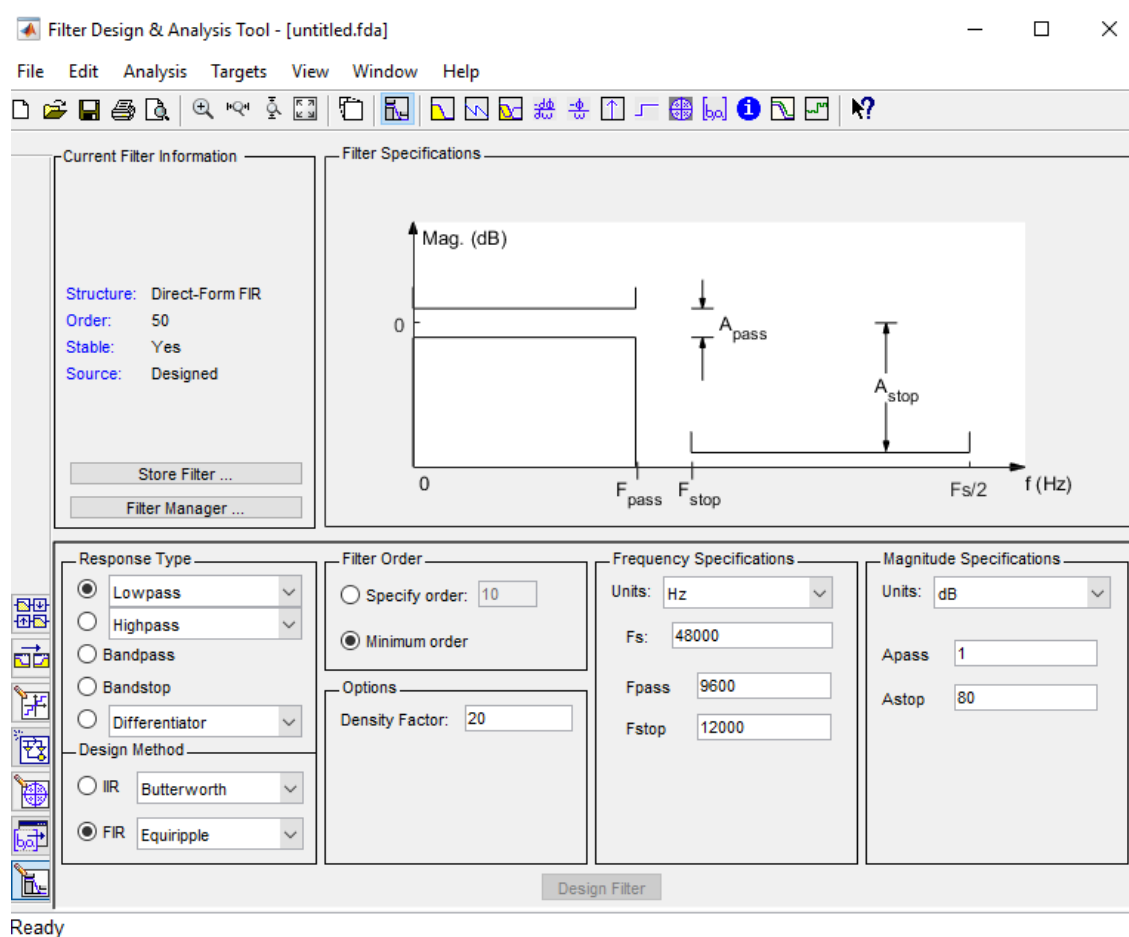 Filter Design & Analysis Tool - [untitled.fda]
File Edit Analysis Targets View Window Help
Current Filter Information
Structure: Direct-Form FIR
Order: 50
Stable: Yes
Source: Designed
Store Filter ...
Filter Manager ...
Filter Specifications
Mag. (dB)
0
A pass
A stop
0
F pass
F stop
Fs/2
f (Hz)
Response Type
Lowpass
Highpass
Bandpass
Bandstop
Differentiator
Design Method
IIR Butterworth
FIR Equiripple
Filter Order
Specify order: 10
Minimum order
Options
Density Factor: 20
Frequency Specifications
Units: Hz
Fs: 48000
Fpass 9600
Fstop 12000
Magnitude Specifications
Units: dB
Apass 1
Astop 80
Design Filter
Ready